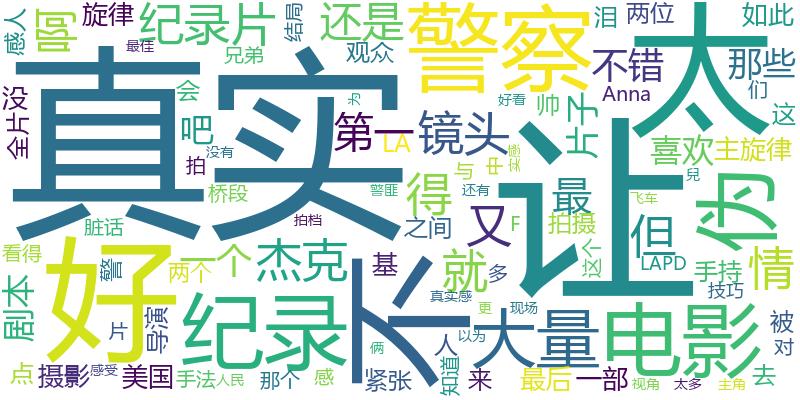 感人
啊
旋律
最佳
纪录片
兄弟
结局
还是
观众
警察
泪
两位
Anna
不错
太
如此
那些
们
这
全片
没
会
吧
拍
没有
桥段
真实
为
第一
LA
镜头
好看
帅
中
与
实感
片子
喜欢
主旋律
兒
飞车
脏话
拍档
警匪
得
之间
还有
又
F
最
拍摄
让
这个
但
LAPD
伪
手持
技巧
情
看得
剧本
警
好
一个
两个
杰克
基
就
多
不
真实感
更
现场
片
导演
纪录
俩
人
以为
大量
电影
被
对
点
摄影
感受
美国
手法
人民
那个
感
紧张
知道
来
最后
一部
视角
太多
主角
去